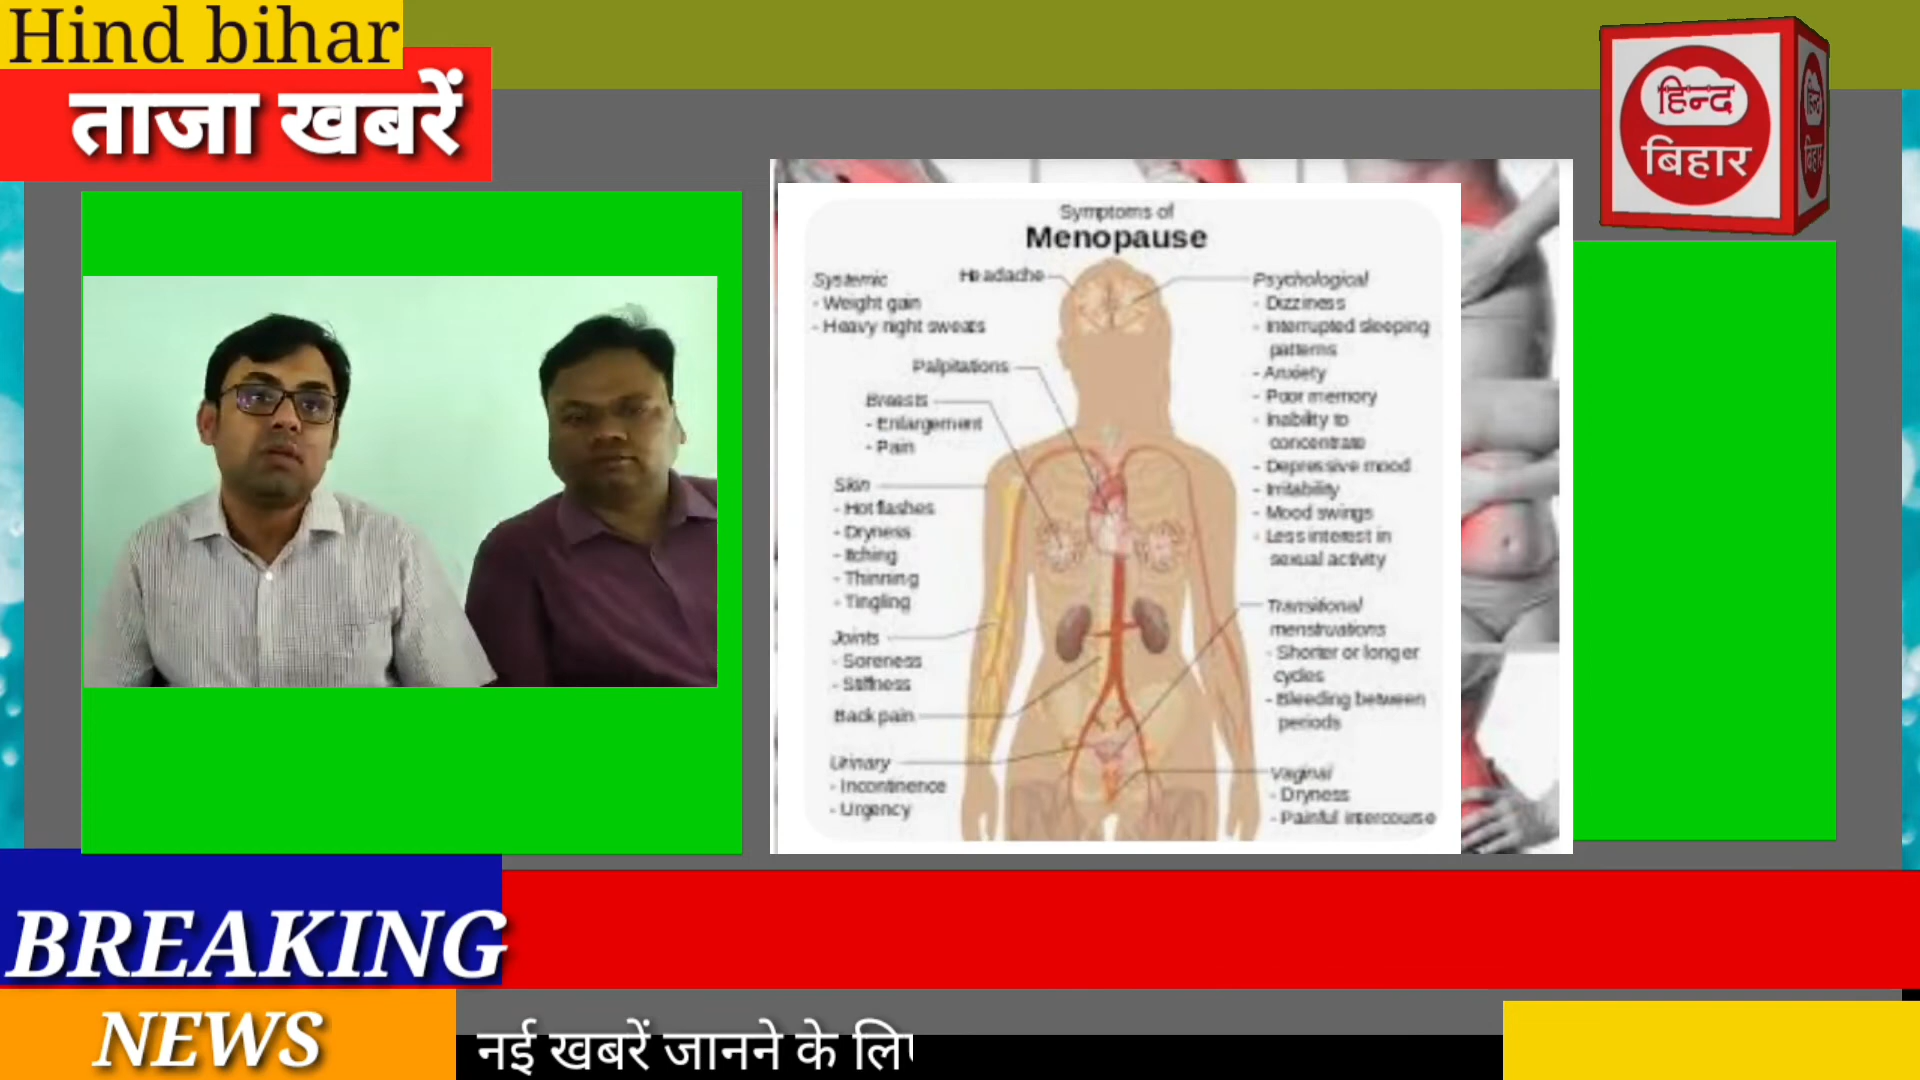 Hind bihar
ताजा खबरें
हिन्द
बिहार
Symptoms of
Menopause
Systemic
- Weight gain
- Heavy night sweats
Headache
Palpitations
Breasts
- Enlargement
- Pain
Skin
- Hot flashes
- Dryness
- Itching
- Thinning
- Tingling
Joints
- Soreness
- Stiffness
Back pain
Urinary
- Incontinence
- Urgency
Psychological
- Dizziness
- Interrupted sleeping
patterns
- Anxiety
- Poor memory
- Inability to
concentrate
- Depressive mood
- Irritability
- Mood swings
- Less interest in
sexual activity
Transitional
menstruations
- Shorter or longer
cycles
- Bleeding between
periods
Vaginal
- Dryness
- Painful intercourse
BREAKING
NEWS
नई खबरें जानने के